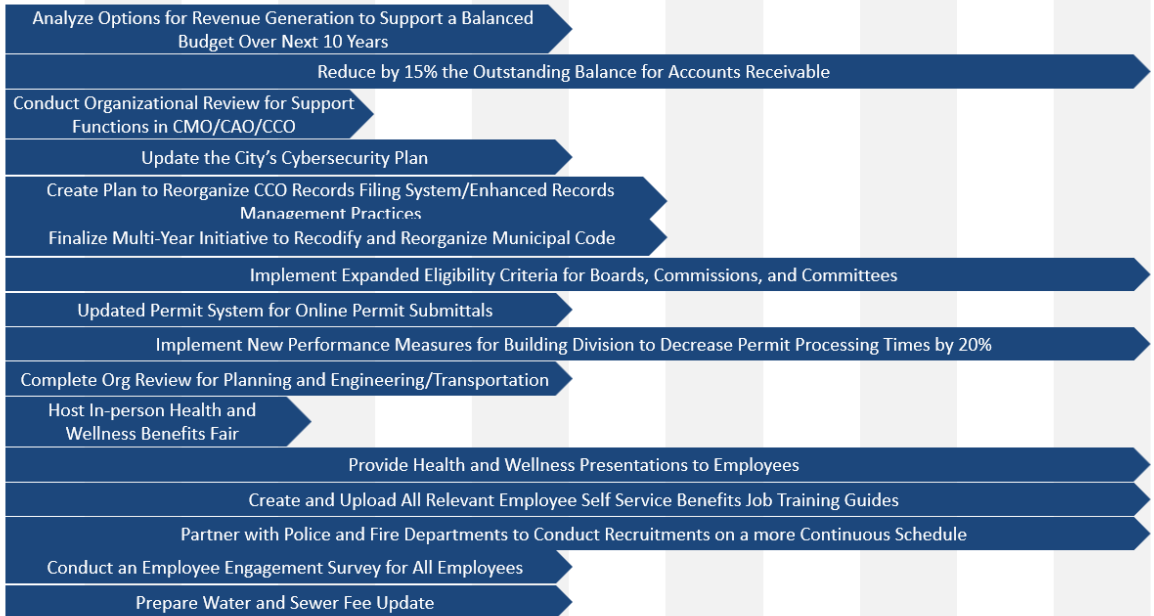 Analyze Options for Revenue Generation to Support a Balanced
Budget Over Next 10 Years
Reduce by 15% the Outstanding Balance for Accounts Receivable
Conduct Organizational Review for Support
Functions in CMO/CAO/CCO
Update the City’s Cybersecurity Plan
Create Plan to Reorganize CCO Records Filing System/Enhanced Records
Management Practices
Finalize Multi-Year Initiative to Recodify and Reorganize Municipal Code
Implement Expanded Eligibility Criteria for Boards, Commissions, and Committees
Updated Permit System for Online Permit Submittals
Implement New Performance Measures for Building Division to Decrease Permit Processing Times by 20%
Complete Org Review for Planning and Engineering/Transportation
Host In-person Health and
Wellness Benefits Fair
Provide Health and Wellness Presentations to Employees
Create and Upload All Relevant Employee Self Service Benefits Job Training Guides
Partner with Police and Fire Departments to Conduct Recruitments on a more Continuous Schedule
Conduct an Employee Engagement Survey for All Employees
Prepare Water and Sewer Fee Update